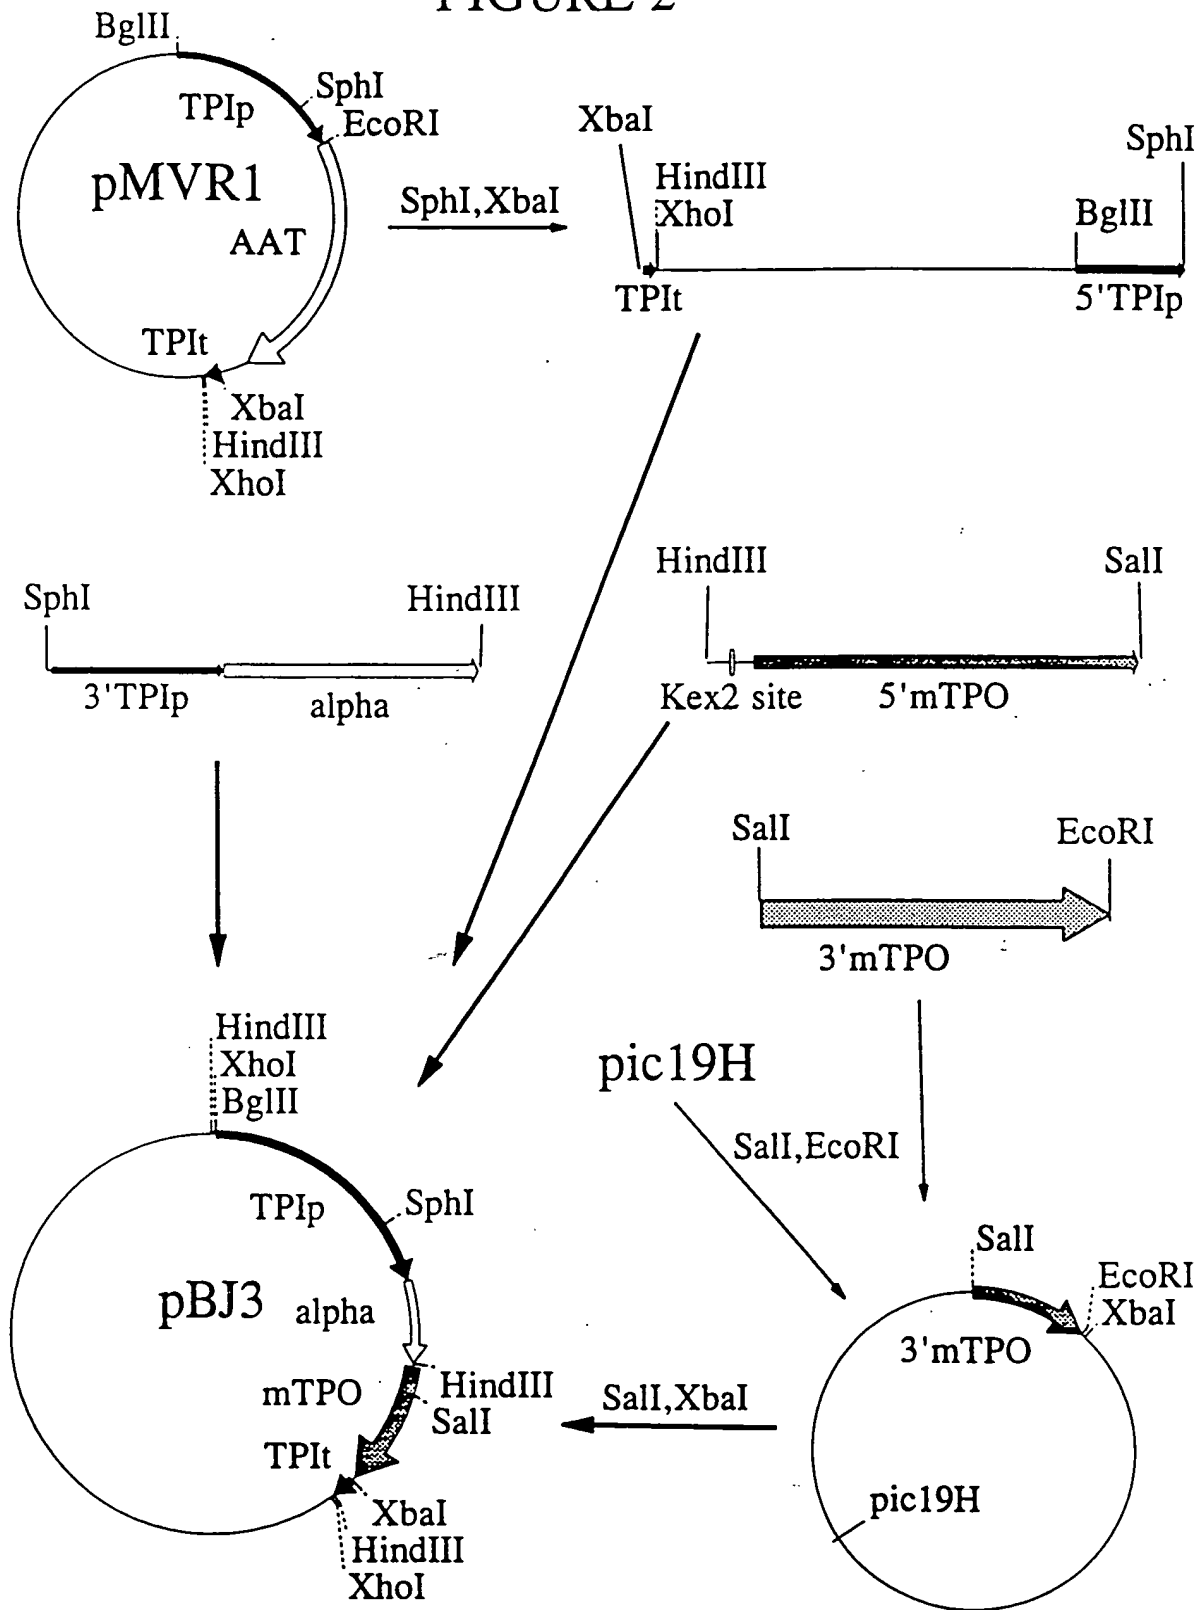 FIGURE 2
BglII
SphI
TPIp
EcoRI
pMVR1
AAT
TPIt
XbaI
HindIII
XhoI
SphI,XbaI
XbaI
HindIII
XhoI
SphI
BglII
TPIt
5'TPIp
SphI
HindIII
3'TPIp
alpha
HindIII
SalI
Kex2 site
5'mTPO
SalI
EcoRI
3'mTPO
pic19H
SalI,EcoRI
HindIII
XhoI
BglII
TPIp
SphI
pBJ3
alpha
mTPO
HindIII
SalI
TPIt
XbaI
HindIII
XhoI
SalI,XbaI
SalI
EcoRI
XbaI
3'mTPO
pic19H